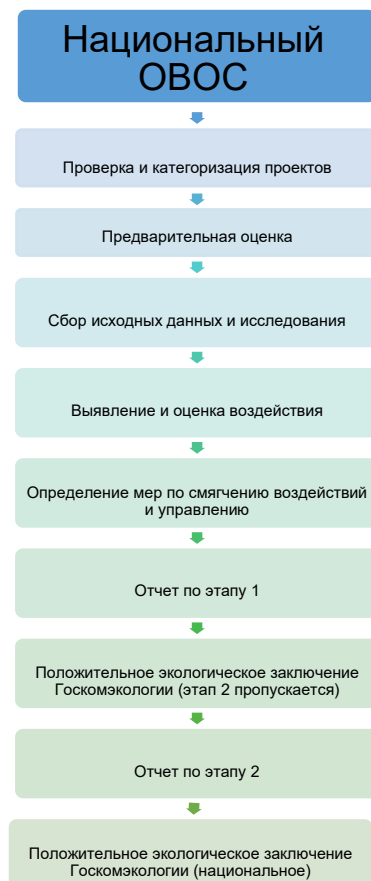 Национальный
ОВОС
Проверка и категоризация проектов
Предварительная оценка
Сбор исходных данных и исследования
Выявление и оценка воздействия
Определение мер по смягчению воздействий
и управлению
Отчет по этапу 1
Положительное экологическое заключение
Госкомэкологии (этап 2 пропускается)
Отчет по этапу 2
Положительное экологическое заключение
Госкомэкологии (национальное)